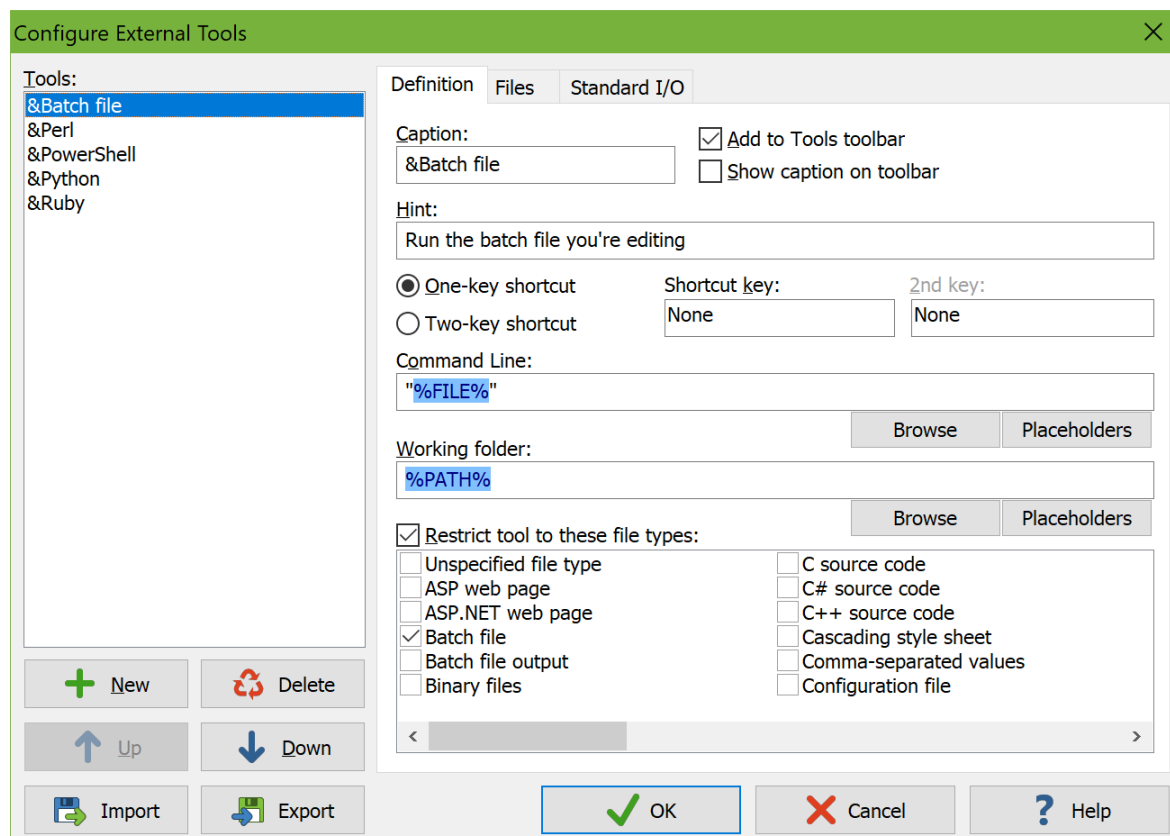 Configure External Tools
Tools:
&Batch file
&Perl
&PowerShell
&Python
&Ruby
New
Delete
Up
Down
Import
Export
Definition
Files
Standard I/O
Caption:
&Batch file
Add to Tools toolbar
Show caption on toolbar
Hint:
Run the batch file you're editing
One-key shortcut
Two-key shortcut
Shortcut key:
None
2nd key:
None
Command Line:
"%FILE%"
Browse
Placeholders
Working folder:
%PATH%
Browse
Placeholders
Restrict tool to these file types:
Unspecified file type
ASP web page
ASP.NET web page
Batch file
Batch file output
Binary files
C source code
C# source code
C++ source code
Cascading style sheet
Comma-separated values
Configuration file
OK
Cancel
? Help